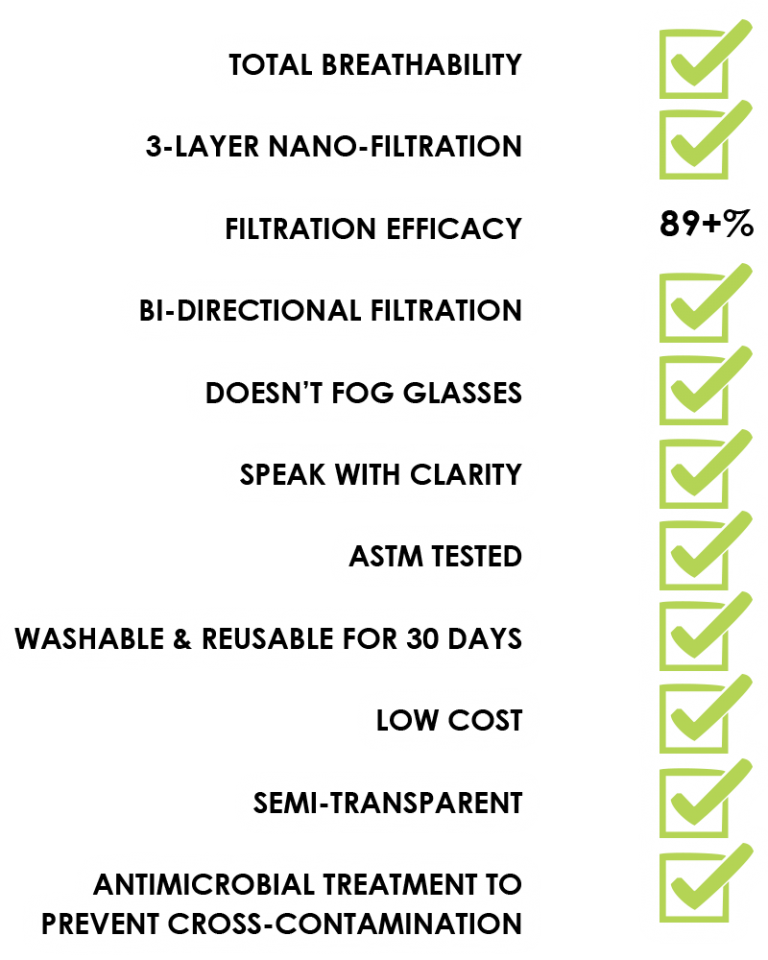 TOTAL BREATHABILITY
3-LAYER NANO-FILTRATION
FILTRATION EFFICACY 89+%
BI-DIRECTIONAL FILTRATION
DOESN’T FOG GLASSES
SPEAK WITH CLARITY
ASTM TESTED
WASHABLE & REUSABLE FOR 30 DAYS
LOW COST
SEMI-TRANSPARENT
ANTIMICROBIAL TREATMENT TO
PREVENT CROSS-CONTAMINATION